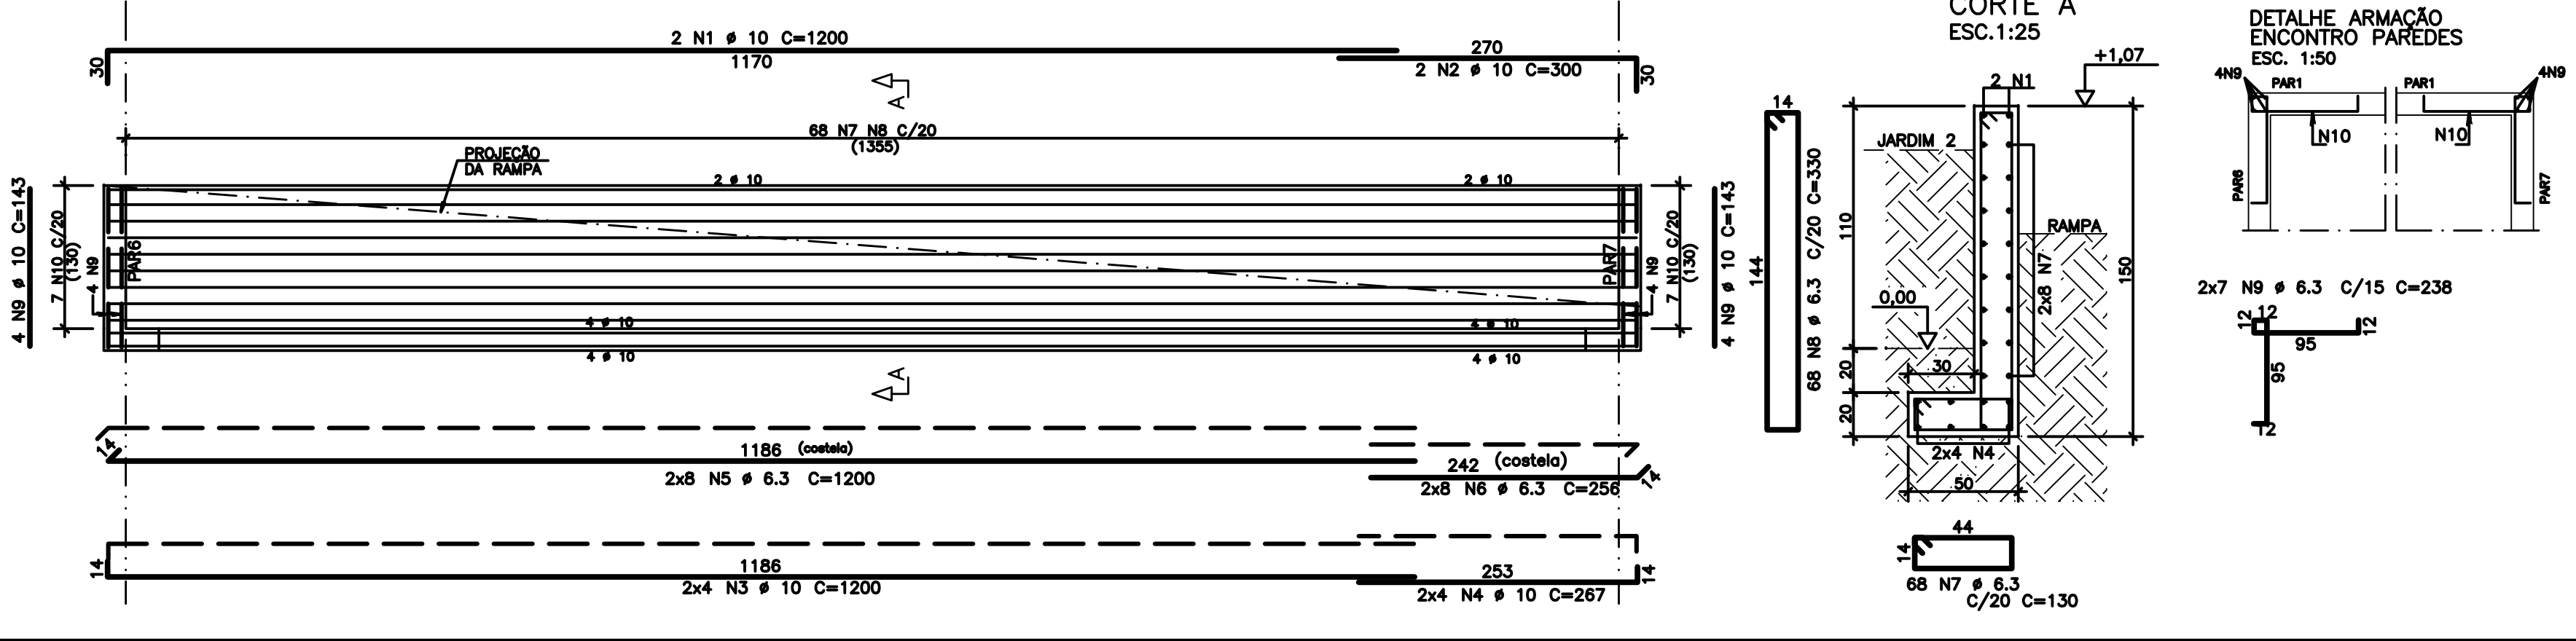 2 N1 ø 10 C=1200
1170
30
270
2 N2 ø 10 C=300
30
A
68 N7 N8 C/20
(1355)
PROJEÇÃO
DA RAMPA
2 ø 10
2 ø 10
4 N9 ø 10 C=143
7 N10 C/20
(130)
4 N9
PAR6
PAR7
4 N9
7 N10 C/20
(130)
4 N9 ø 10 C=143
4 ø 10
4 ø 10
4 ø 10
4 ø 10
A
14
1186 (costela)
2x8 N5 ø 6.3 C=1200
242 (costela)
2x8 N6 ø 6.3 C=256
14
14
1186
2x4 N3 ø 10 C=1200
253
2x4 N4 ø 10 C=267
14
CORTE A
ESC.1:25
14
144
68 N8 ø 6.3 C/20 C=330
2 N1
+1,07
JARDIM 2
RAMPA
110
20
20
0,00
30
2x8 N7
150
2x4 N4
50
44
14
68 N7 ø 6.3
C/20 C=130
DETALHE ARMAÇÃO
ENCONTRO PAREDES
ESC. 1:50
4N9
PAR1
PAR1
4N9
N10
N10
PAR6
PAR7
2x7 N9 ø 6.3 C/15 C=238
12
12
12
95
95
12